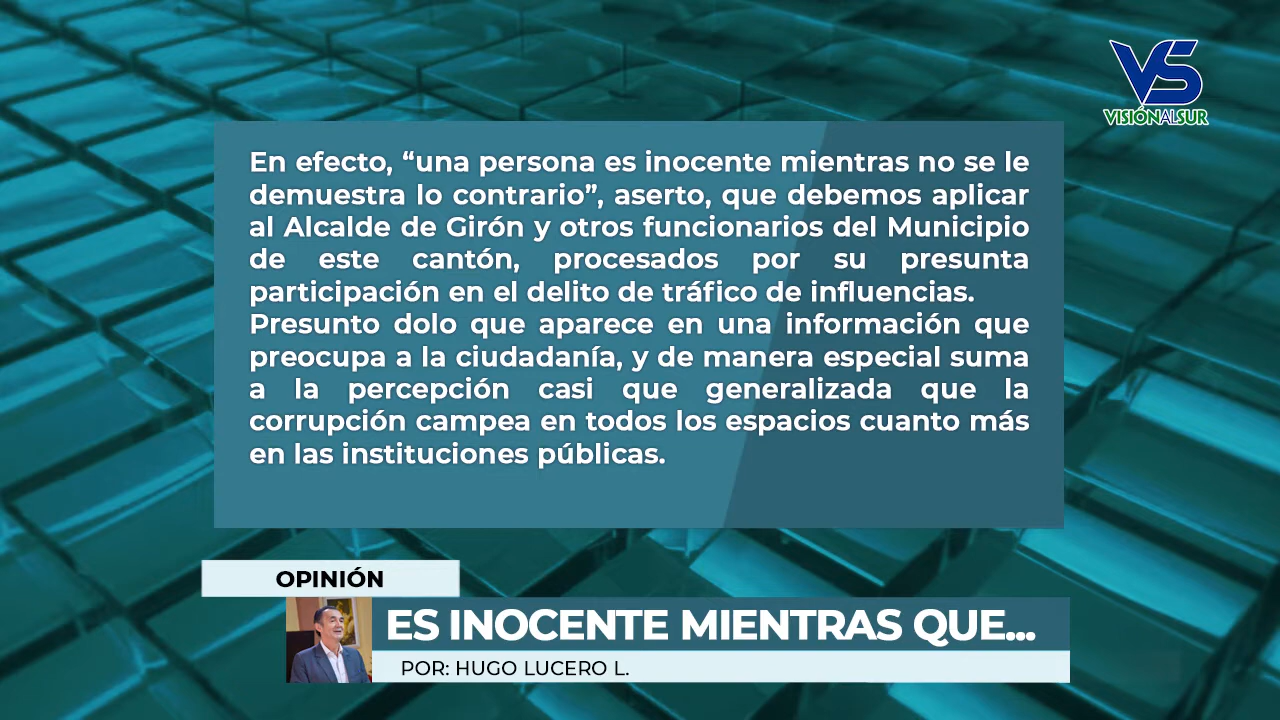 VS
VISIÓNALSUR
En efecto, “una persona es inocente mientras no se le
demuestra lo contrario”, aserto, que debemos aplicar
al Alcalde de Girón y otros funcionarios del Municipio
de este cantón, procesados por su presunta
participación en el delito de tráfico de influencias.
Presunto dolo que aparece en una información que
preocupa a la ciudadanía, y de manera especial suma
a la percepción casi que generalizada que la
corrupción campea en todos los espacios cuanto más
en las instituciones públicas.
OPINIÓN
ES INOCENTE MIENTRAS QUE...
POR: HUGO LUCERO L.